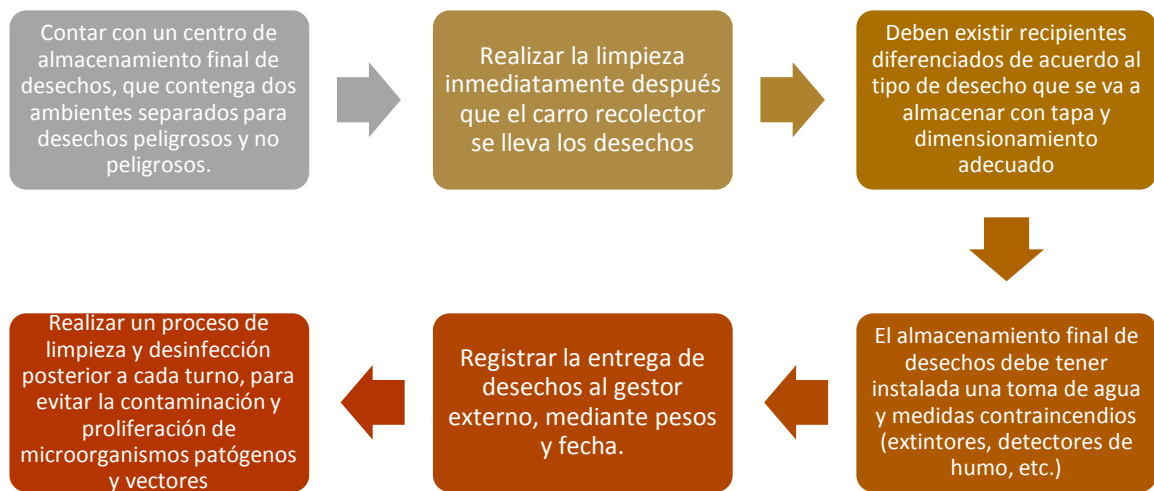 Contar con un centro de
almacenamiento final de
desechos, que contenga dos
ambientes separados para
desechos peligrosos y no
peligrosos.
Realizar la limpieza
inmediatamente después
que el carro recolector
se lleva los desechos
Deben existir recipientes
diferenciados de acuerdo al
tipo de desecho que se va a
almacenar con tapa y
dimensionamiento
adecuado
El almacenamiento final de
desechos debe tener
instalada una toma de agua
y medidas contraincendios
(extintores, detectores de
humo, etc.)
Registrar la entrega de
desechos al gestor
externo, mediante pesos
y fecha.
Realizar un proceso de
limpieza y desinfección
posterior a cada turno, para
evitar la contaminación y
proliferación de
microorganismos patógenos
y vectores